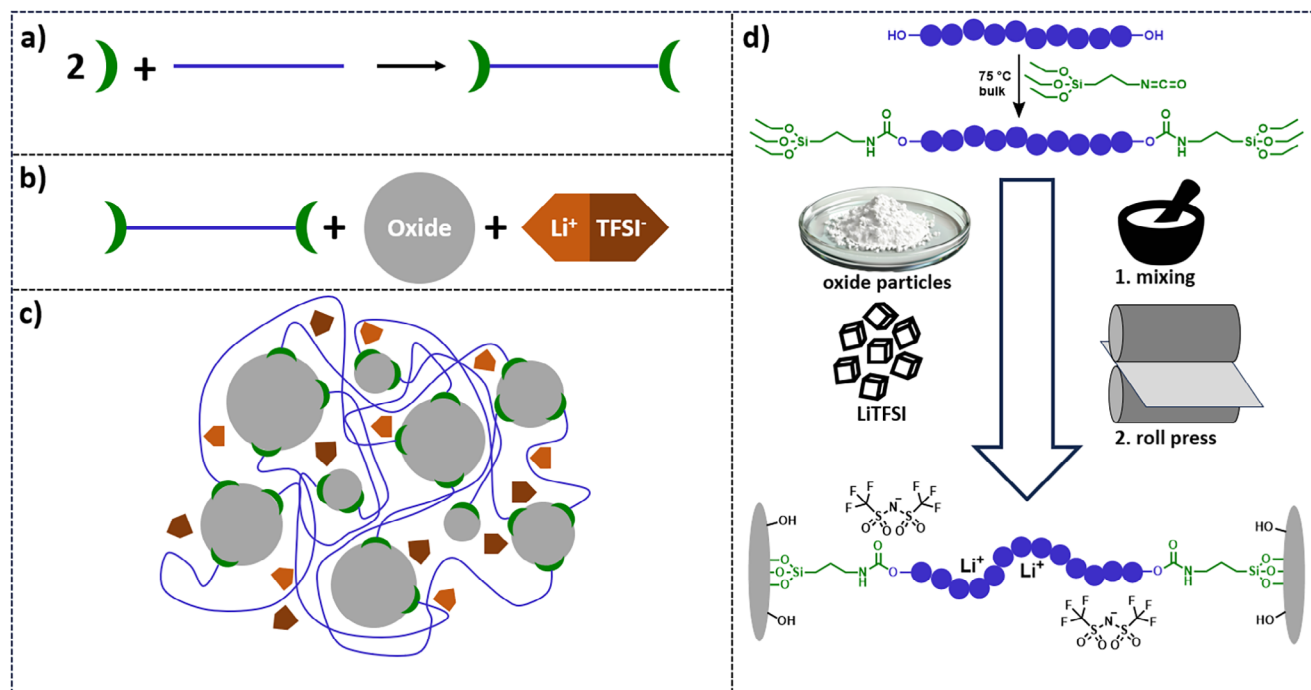 a)
2 + 
b)
+ Oxide + Li⁺ TFSI⁻
c)
d)
HO OH
75 °C
bulk
O
O Si N=C=O
O
O O
O O
O Si N H O O N H Si O
O O
oxide particles
1. mixing
LiTFSI
2. roll press
F F F F
F S N⁻ S F
O O O O
OH HO
O O O O
O Si N H O Li⁺ Li⁺ O N H Si O
O O
OH HO
F F F F
F S N⁻ S F
O O O O